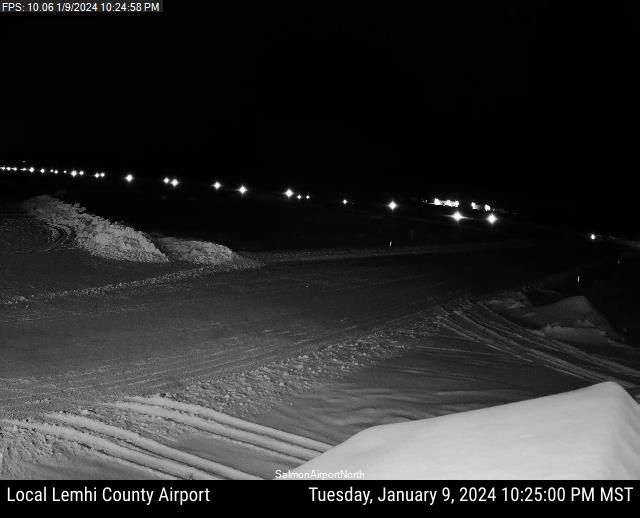 FPS: 10.06 1/9/2024 10:24:58 PM
SalmonAirportNorth
Local Lemhi County Airport Tuesday, January 9, 2024 10:25:00 PM MST